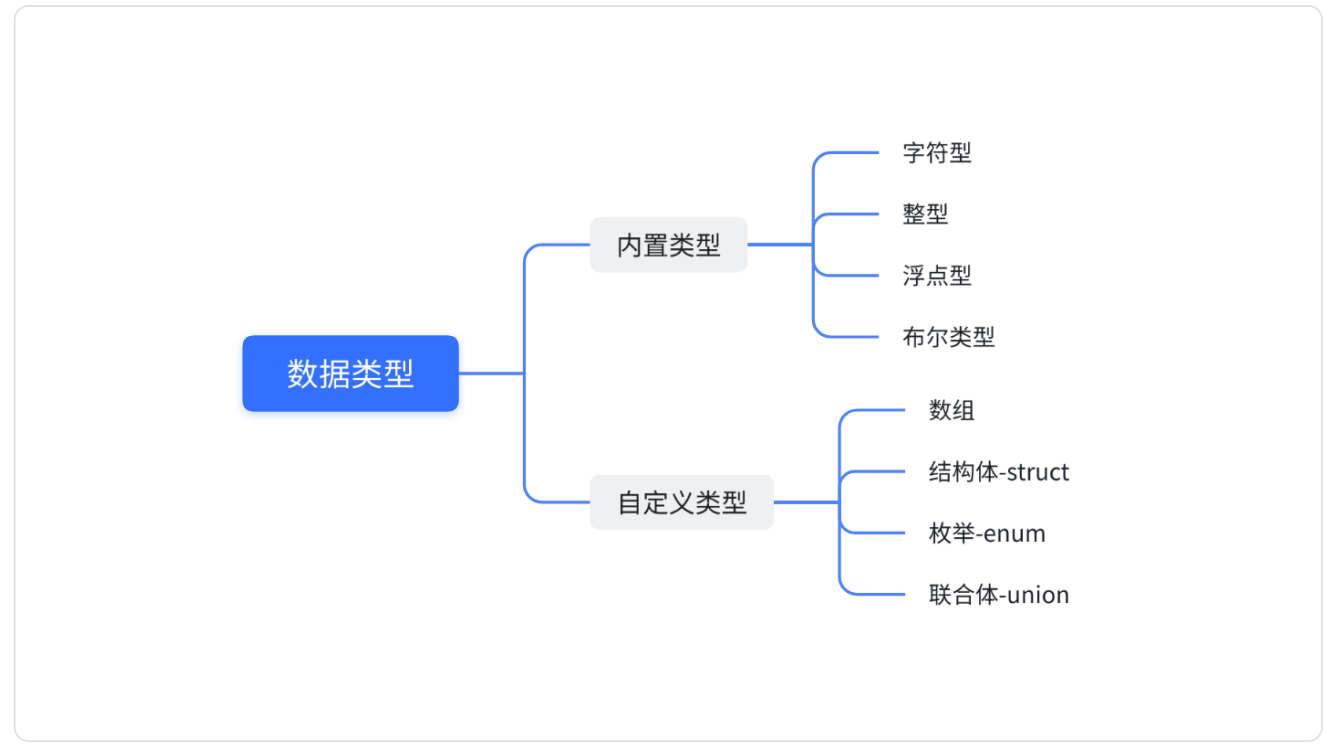 数据类型
内置类型
字符型
整型
浮点型
布尔类型
自定义类型
数组
结构体-struct
枚举-enum
联合体-union